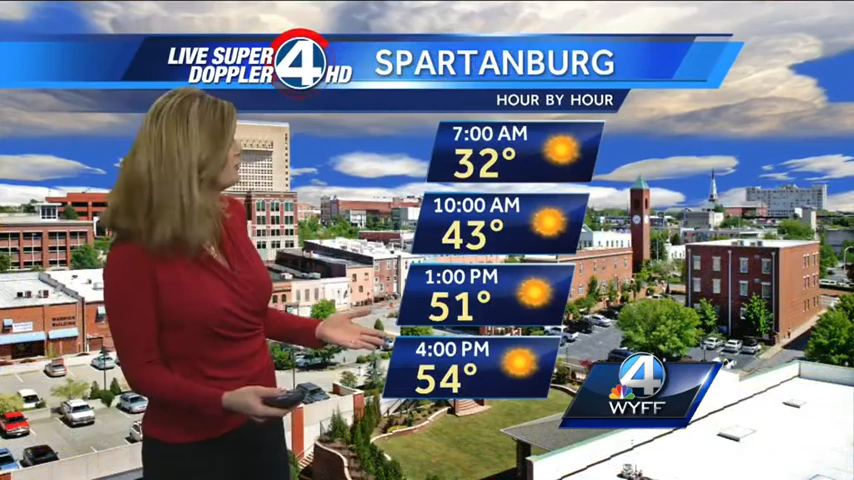 LIVE SUPER
DOPPLER 4 HD
SPARTANBURG
HOUR BY HOUR
7:00 AM
32°
10:00 AM
43°
1:00 PM
51°
4:00 PM
54°
4
WYFF